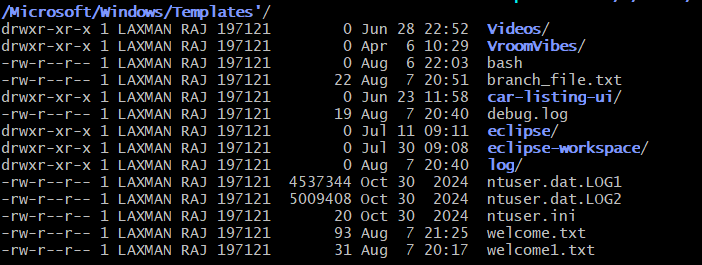 /Microsoft/Windows/Templates'/
drwxr-xr-x 1 LAXMAN RAJ 197121       0 Jun 28 22:52  Videos/
drwxr-xr-x 1 LAXMAN RAJ 197121       0 Apr  6 10:29  VroomVibes/
-rw-r--r-- 1 LAXMAN RAJ 197121       0 Aug  6 22:03  bash
-rw-r--r-- 1 LAXMAN RAJ 197121      22 Aug  7 20:51  branch_file.txt
drwxr-xr-x 1 LAXMAN RAJ 197121       0 Jun 23 11:58  car-listing-ui/
-rw-r--r-- 1 LAXMAN RAJ 197121      19 Aug  7 20:40  debug.log
drwxr-xr-x 1 LAXMAN RAJ 197121       0 Jul 11 09:11  eclipse/
drwxr-xr-x 1 LAXMAN RAJ 197121       0 Jul 30 09:08  eclipse-workspace/
drwxr-xr-x 1 LAXMAN RAJ 197121       0 Aug  7 20:40  log/
-rw-r--r-- 1 LAXMAN RAJ 197121 4537344 Oct 30  2024  ntuser.dat.LOG1
-rw-r--r-- 1 LAXMAN RAJ 197121 5009408 Oct 30  2024  ntuser.dat.LOG2
-rw-r--r-- 1 LAXMAN RAJ 197121      20 Oct 30  2024  ntuser.ini
-rw-r--r-- 1 LAXMAN RAJ 197121      93 Aug  7 21:25  welcome.txt
-rw-r--r-- 1 LAXMAN RAJ 197121      31 Aug  7 20:17  welcome1.txt